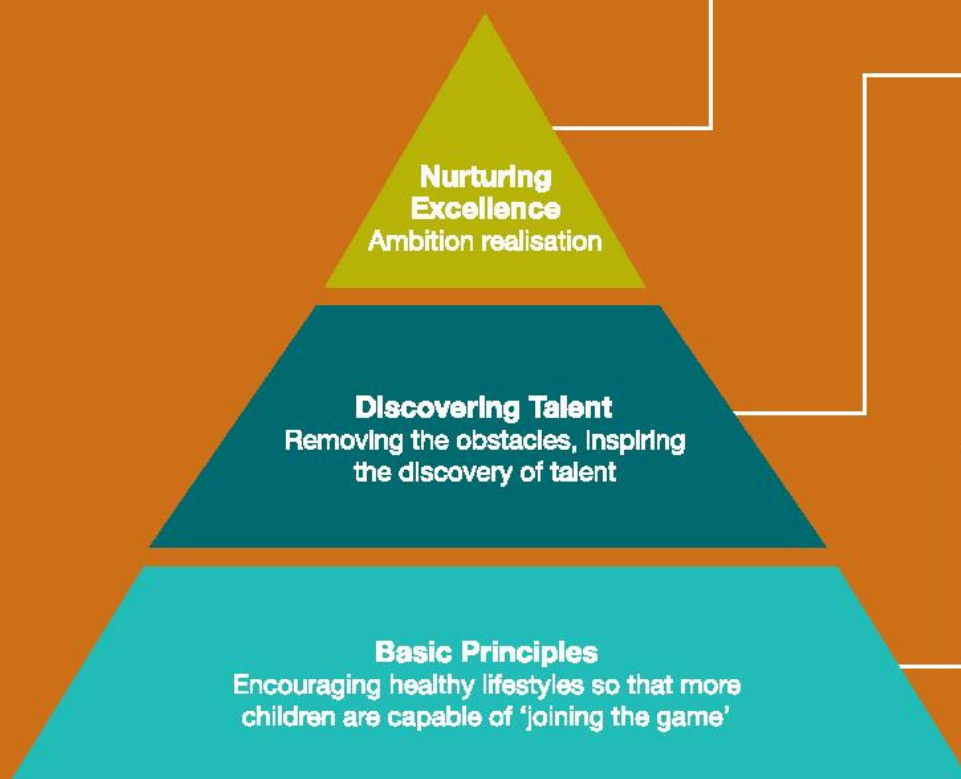 Nurturing
Excellence
Ambition realisation
Discovering Talent
Removing the obstacles, inspiring
the discovery of talent
Basic Principles
Encouraging healthy lifestyles so that more
children are capable of ‘joining the game’